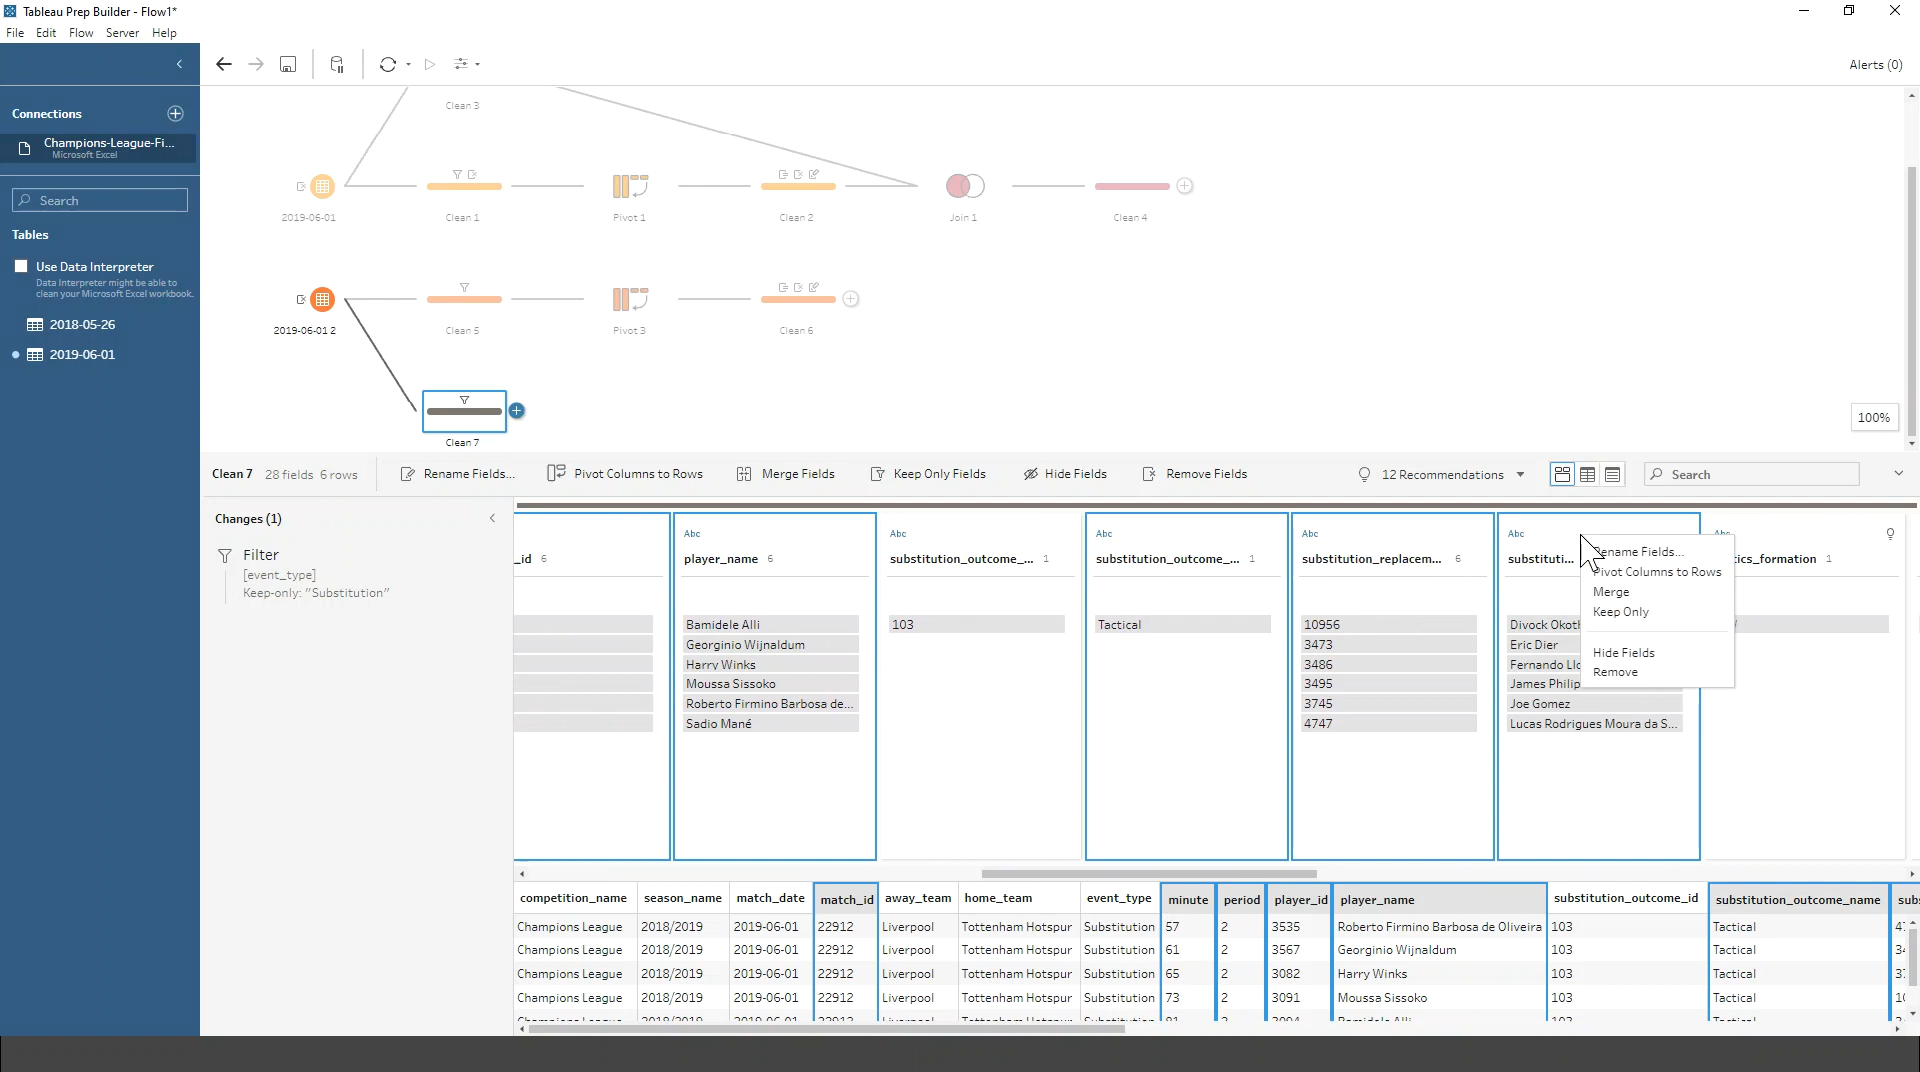 Tableau Prep Builder - Flow1*
File Edit Flow Server Help
Alerts (0)
Connections
Champions-League-Fi...
Microsoft Excel
Search
Tables
Use Data Interpreter
Data Interpreter might be able to
clean your Microsoft Excel workbook.
2018-05-26
2019-06-01
Clean 3
2019-06-01 Clean 1 Pivot 1 Clean 2 Join 1 Clean 4
2019-06-01 2 Clean 5 Pivot 3 Clean 6
Clean 7
100%
Clean 7 28 fields 6 rows Rename Fields... Pivot Columns to Rows Merge Fields Keep Only Fields Hide Fields Remove Fields 12 Recommendations Search
Changes (1)
Filter
[event_type]
Keep-only: "Substitution"
_id 6
Abc
player_name 6
Bamidele Alli
Georginio Wijnaldum
Harry Winks
Moussa Sissoko
Roberto Firmino Barbosa de...
Sadio Mané
Abc
substitution_outcome_... 1
103
Abc
substitution_outcome_... 1
Tactical
Abc
substitution_replacem... 6
10956
3473
3486
3495
3745
4747
Abc
substituti...
Divock Okoth
Eric Dier
Fernando Llo
James Philip
Joe Gomez
Lucas Rodrigues Moura da S...
Abc
ics_formation 1
ename Fields...
Pivot Columns to Rows
Merge
Keep Only
Hide Fields
Remove
competition_name season_name match_date match_id away_team home_team event_type minute period player_id player_name substitution_outcome_id substitution_outcome_name subs
Champions League 2018/2019 2019-06-01 22912 Liverpool Tottenham Hotspur Substitution 57 2 3535 Roberto Firmino Barbosa de Oliveira 103 Tactical
Champions League 2018/2019 2019-06-01 22912 Liverpool Tottenham Hotspur Substitution 61 2 3567 Georginio Wijnaldum 103 Tactical
Champions League 2018/2019 2019-06-01 22912 Liverpool Tottenham Hotspur Substitution 65 2 3082 Harry Winks 103 Tactical
Champions League 2018/2019 2019-06-01 22912 Liverpool Tottenham Hotspur Substitution 73 2 3091 Moussa Sissoko 103 Tactical